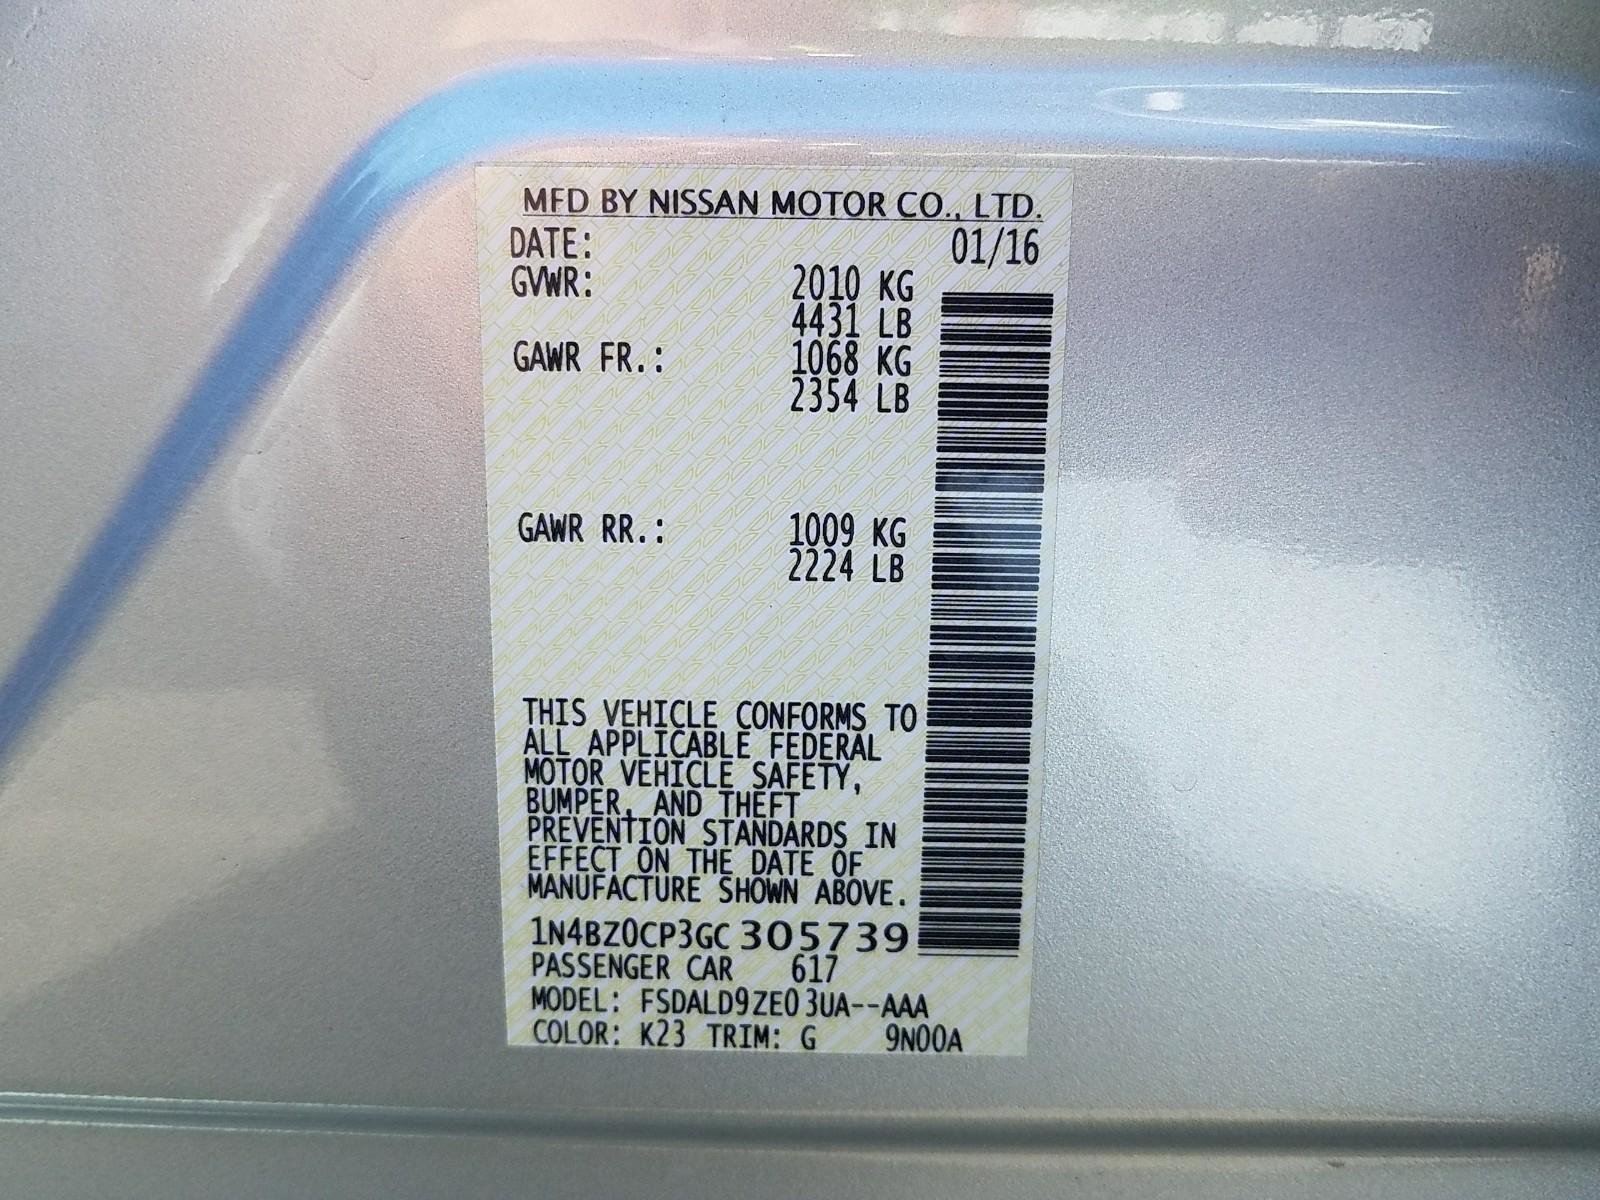 MFD BY NISSAN MOTOR CO., LTD.
DATE: 01/16
GVWR: 2010 KG
4431 LB
GAWR FR.: 1068 KG
2354 LB
GAWR RR.: 1009 KG
2224 LB
THIS VEHICLE CONFORMS TO
ALL APPLICABLE FEDERAL
MOTOR VEHICLE SAFETY,
BUMPER, AND THEFT
PREVENTION STANDARDS IN
EFFECT ON THE DATE OF
MANUFACTURE SHOWN ABOVE.
1N4BZ0CP3GC 305739
PASSENGER CAR 617
MODEL: FSDALD9ZE03UA--AAA
COLOR: K23 TRIM: G 9N00A